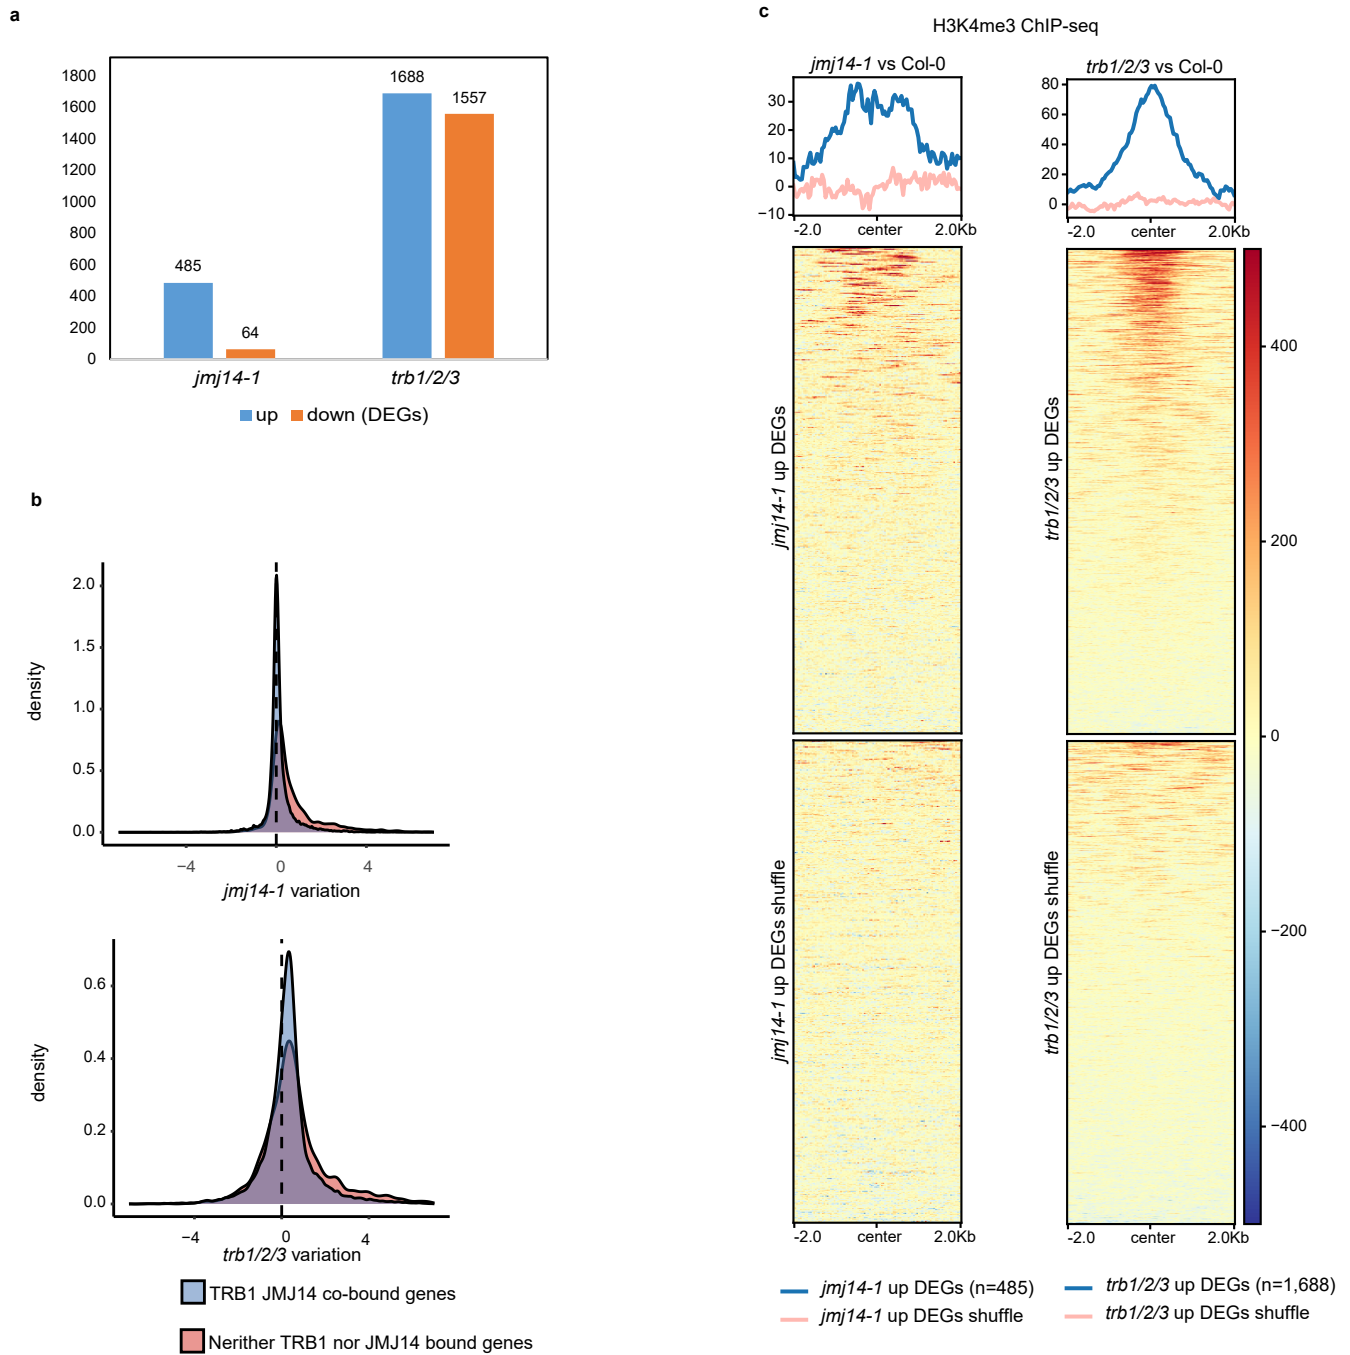 a
1800
1600
1400
1200
1000
800
600
400
200
0
485
64
1688
1557
jmj14-1
trb1/2/3
up
down (DEGs)
b
density
2.0
1.5
1.0
0.5
0.0
−4
0
4
jmj14-1 variation
density
0.6
0.4
0.2
0.0
−4
0
4
trb1/2/3 variation
TRB1 JMJ14 co-bound genes
Nerither TRB1 nor JMJ14 bound genes
c
H3K4me3 ChIP-seq
jmj14-1 vs Col-0
30
20
10
0
−10
-2.0
center
2.0Kb
trb1/2/3 vs Col-0
80
60
40
20
0
-2.0
center
2.0Kb
jmj14-1 up DEGs
trb1/2/3 up DEGs
jmj14-1 up DEGs shuffle
trb1/2/3 up DEGs shuffle
400
200
0
−200
−400
-2.0
center
2.0Kb
-2.0
center
2.0Kb
jmj14-1 up DEGs (n=485)
jmj14-1 up DEGs shuffle
trb1/2/3 up DEGs (n=1,688)
trb1/2/3 up DEGs shuffle